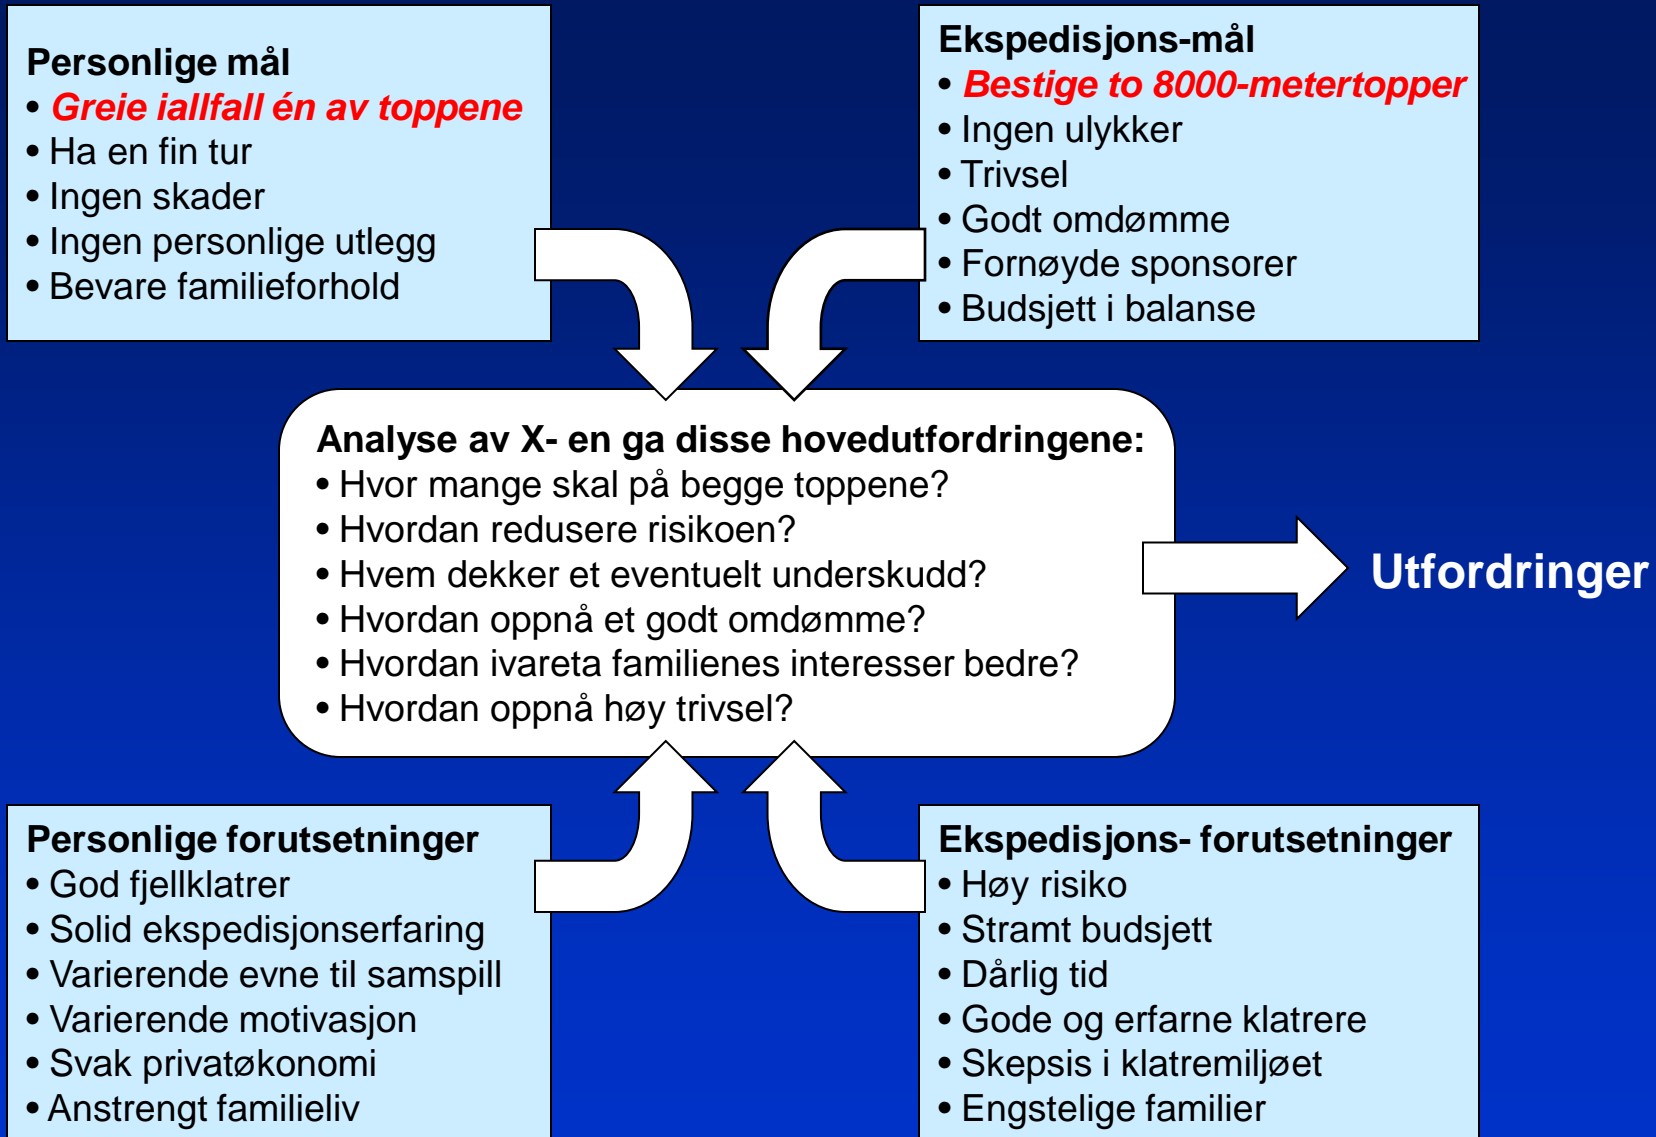 Personlige mål
• Greie iallfall én av toppene
• Ha en fin tur
• Ingen skader
• Ingen personlige utlegg
• Bevare familieforhold
Ekspedisjons-mål
• Bestige to 8000-metertopper
• Ingen ulykker
• Trivsel
• Godt omdømme
• Fornøyde sponsorer
• Budsjett i balanse
Analyse av X- en ga disse hovedutfordringene:
• Hvor mange skal på begge toppene?
• Hvordan redusere risikoen?
• Hvem dekker et eventuelt underskudd?
• Hvordan oppnå et godt omdømme?
• Hvordan ivareta familienes interesser bedre?
• Hvordan oppnå høy trivsel?
Utfordringer
Personlige forutsetninger
• God fjellklatrer
• Solid ekspedisjonserfaring
• Varierende evne til samspill
• Varierende motivasjon
• Svak privatøkonomi
• Anstrengt familieliv
Ekspedisjons- forutsetninger
• Høy risiko
• Stramt budsjett
• Dårlig tid
• Gode og erfarne klatrere
• Skepsis i klatremiljøet
• Engstelige familier